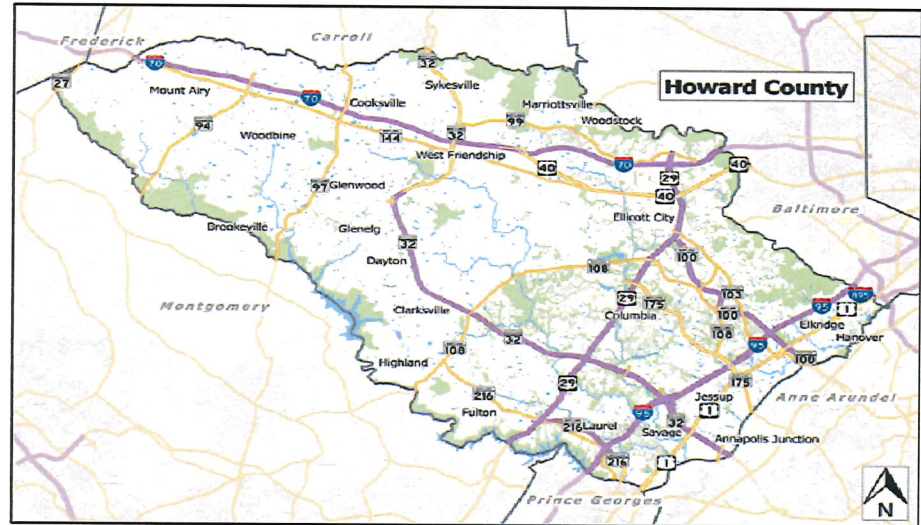 Frederick
Carroll
70
32
27
Mount Airy
70
Sykesville
Howard County
Cooksville
Marriottsville
94
99
Woodstock
Woodbine
144
32
West Friendship
40
70
40
29
97
Glenwood
40
Ellicott City
Baltimore
Brookeville
Glenelg
32
Dayton
108
100
29
175
103
895
Montgomery
Clarksville
Columbia
100
95
1
Elkridge
32
108
95
Hanover
108
100
Highland
29
175
216
Jessup
Anne Arundel
Fulton
95
1
216
Laurel
32
Savage
Annapolis Junction
216
1
Prince Georges
N